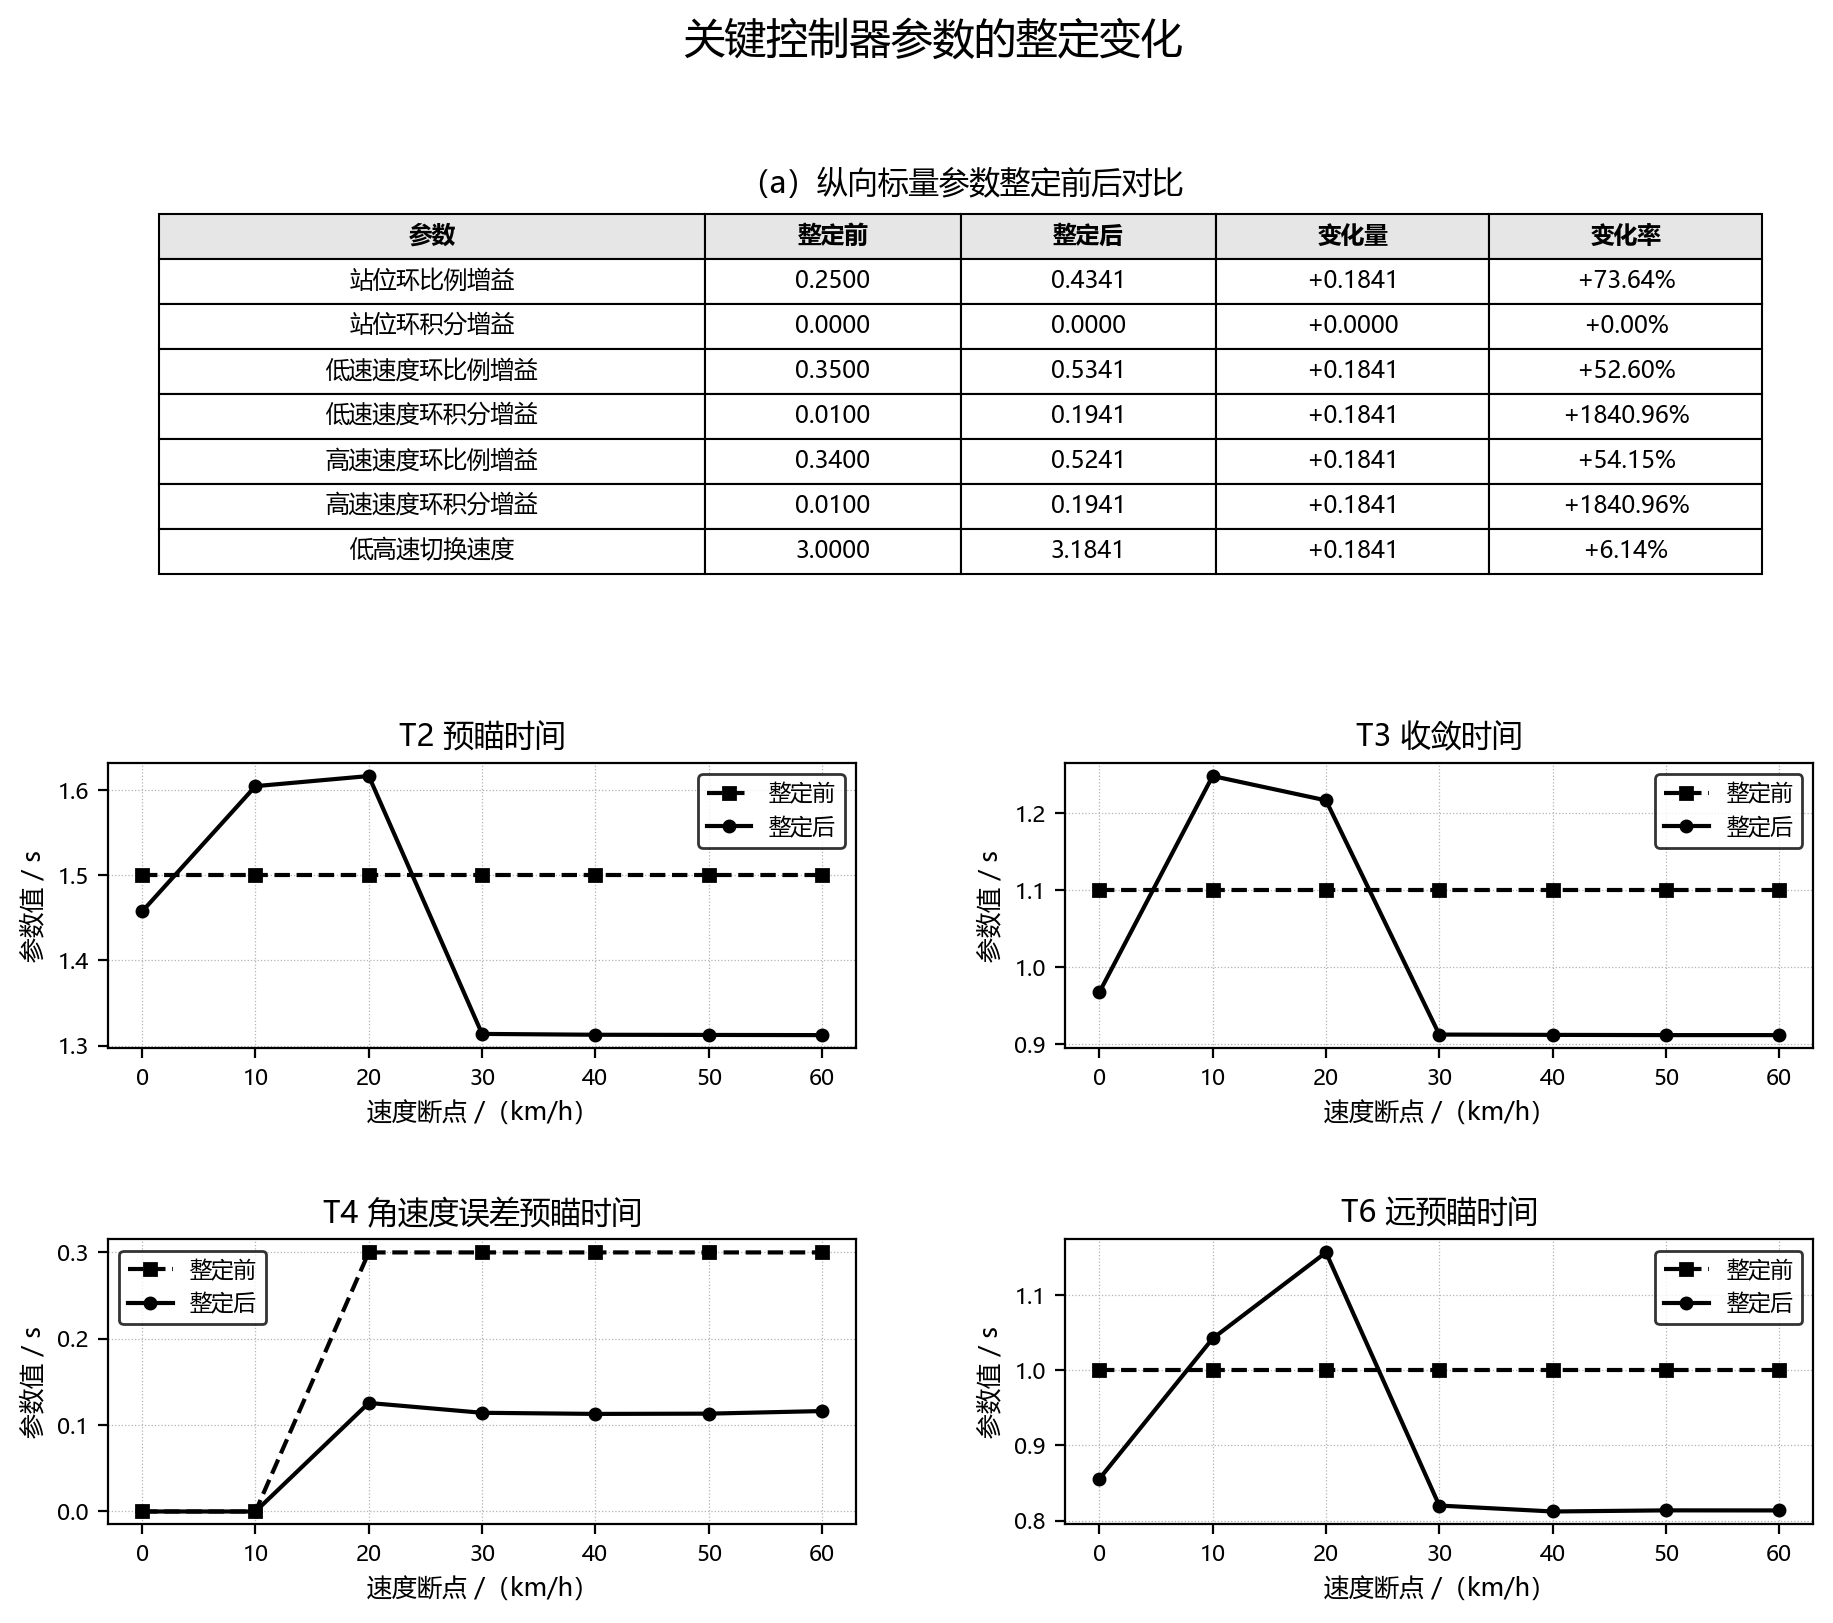 关键控制器参数的整定变化
（a）纵向标量参数整定前后对比
参数 整定前 整定后 变化量 变化率
站位环比例增益 0.2500 0.4341 +0.1841 +73.64%
站位环积分增益 0.0000 0.0000 +0.0000 +0.00%
低速速度环比例增益 0.3500 0.5341 +0.1841 +52.60%
低速速度环积分增益 0.0100 0.1941 +0.1841 +1840.96%
高速速度环比例增益 0.3400 0.5241 +0.1841 +54.15%
高速速度环积分增益 0.0100 0.1941 +0.1841 +1840.96%
低高速切换速度 3.0000 3.1841 +0.1841 +6.14%
T2 预瞄时间
整定前
整定后
参数值 / s
1.6
1.5
1.4
1.3
0 10 20 30 40 50 60
速度断点 /（km/h）
T3 收敛时间
整定前
整定后
参数值 / s
1.2
1.1
1.0
0.9
0 10 20 30 40 50 60
速度断点 /（km/h）
T4 角速度误差预瞄时间
整定前
整定后
参数值 / s
0.3
0.2
0.1
0.0
0 10 20 30 40 50 60
速度断点 /（km/h）
T6 远预瞄时间
整定前
整定后
参数值 / s
1.1
1.0
0.9
0.8
0 10 20 30 40 50 60
速度断点 /（km/h）